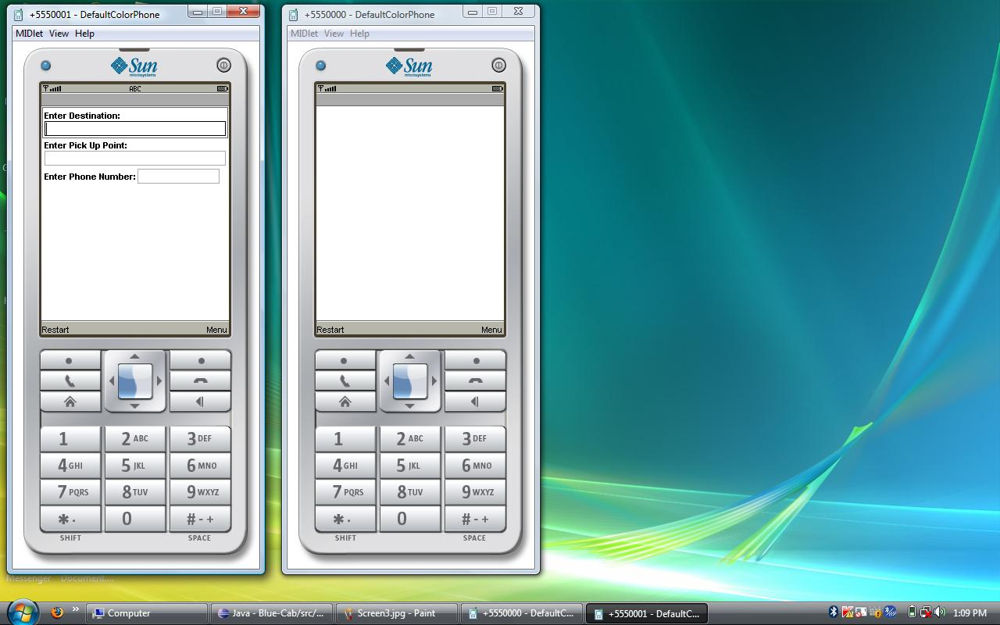 +5550001 - DefaultColorPhone
MIDlet View Help
Sun
microsystems
ABC
Enter Destination:
Enter Pick Up Point:
Enter Phone Number:
Restart Menu
1 2 ABC 3 DEF
4 GHI 5 JKL 6 MNO
7 PQRS 8 TUV 9 WXYZ
* . 0 # - +
SHIFT SPACE
+5550000 - DefaultColorPhone
MIDlet View Help
Sun
microsystems
Restart Menu
1 2 ABC 3 DEF
4 GHI 5 JKL 6 MNO
7 PQRS 8 TUV 9 WXYZ
* . 0 # - +
SHIFT SPACE
Messenger Document....
» Computer Java - Blue-Cab/src/... Screen3.jpg - Paint +5550000 - DefaultC... +5550001 - DefaultC... 1:09 PM